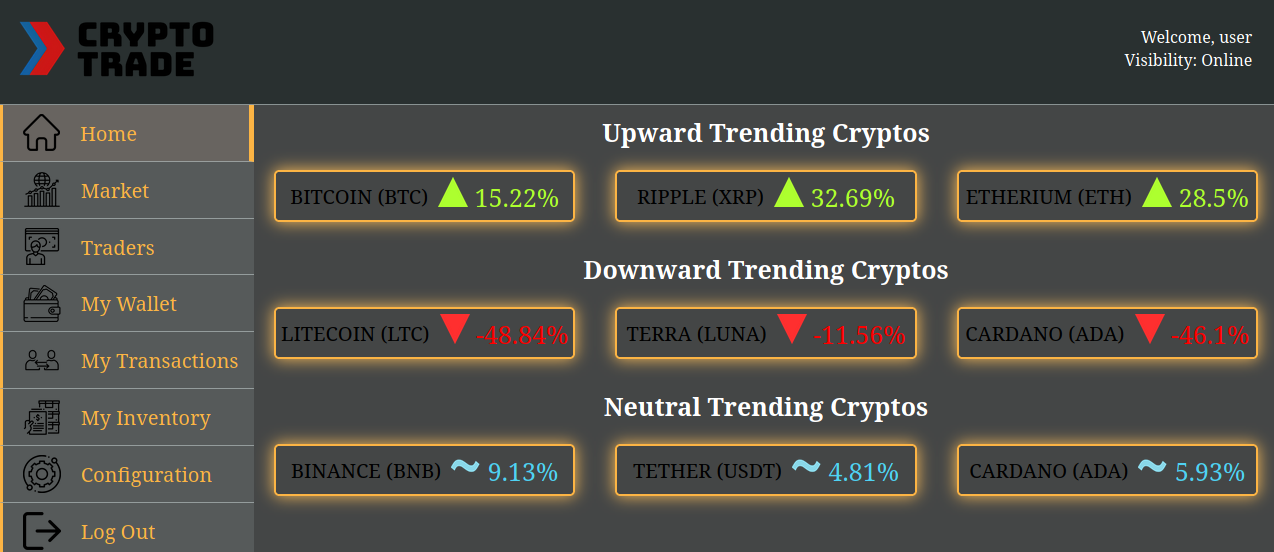 CRYPTO
TRADE
Welcome, user
Visibility: Online
Home
Market
Traders
My Wallet
My Transactions
My Inventory
Configuration
Log Out
Upward Trending Cryptos
BITCOIN (BTC) ▲ 15.22%
RIPPLE (XRP) ▲ 32.69%
ETHERIUM (ETH) ▲ 28.5%
Downward Trending Cryptos
LITECOIN (LTC) ▼ -48.84%
TERRA (LUNA) ▼ -11.56%
CARDANO (ADA) ▼ -46.1%
Neutral Trending Cryptos
BINANCE (BNB) ~ 9.13%
TETHER (USDT) ~ 4.81%
CARDANO (ADA) ~ 5.93%